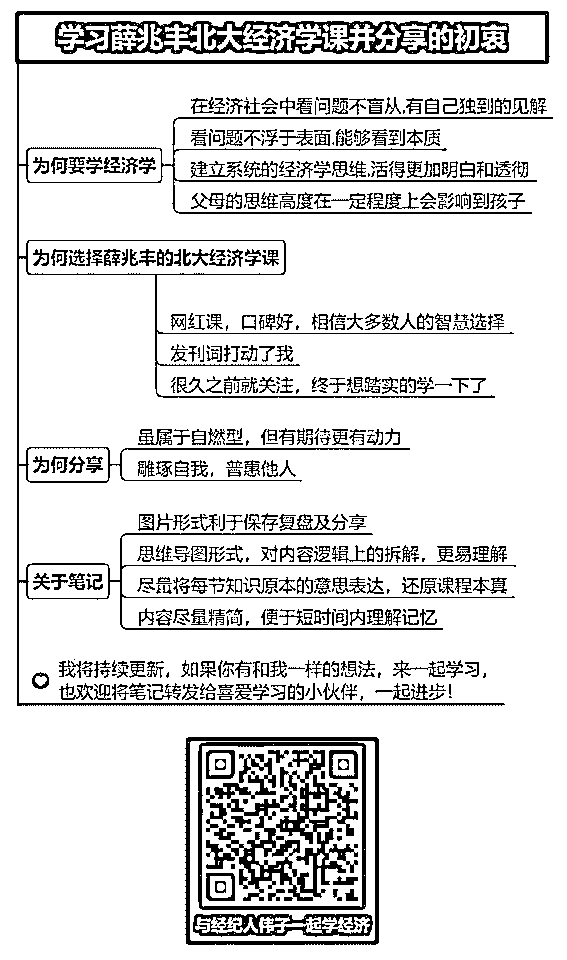 学习薛兆丰北大经济学课并分享的初衷
为何要学经济学
在经济社会中看问题不盲从,有自己独到的见解
看问题不浮于表面,能够看到本质
建立系统的经济学思维,活得更加明白和透彻
父母的思维高度在一定程度上会影响到孩子
为何选择薛兆丰的北大经济学课
网红课，口碑好，相信大多数人的智慧选择
发刊词打动了我
很久之前就关注，终于想踏实的学一下了
为何分享
虽属于自燃型，但有期待更有动力
雕琢自我，普惠他人
关于笔记
图片形式利于保存复盘及分享
思维导图形式，对内容逻辑上的拆解，更易理解
尽量将每节知识原本的意思表达，还原课程本真
内容尽量精简，便于短时间内理解记忆
我将持续更新，如果你有和我一样的想法，来一起学习，
也欢迎将笔记转发给喜爱学习的小伙伴，一起进步！
与经纪人伟子一起学经济